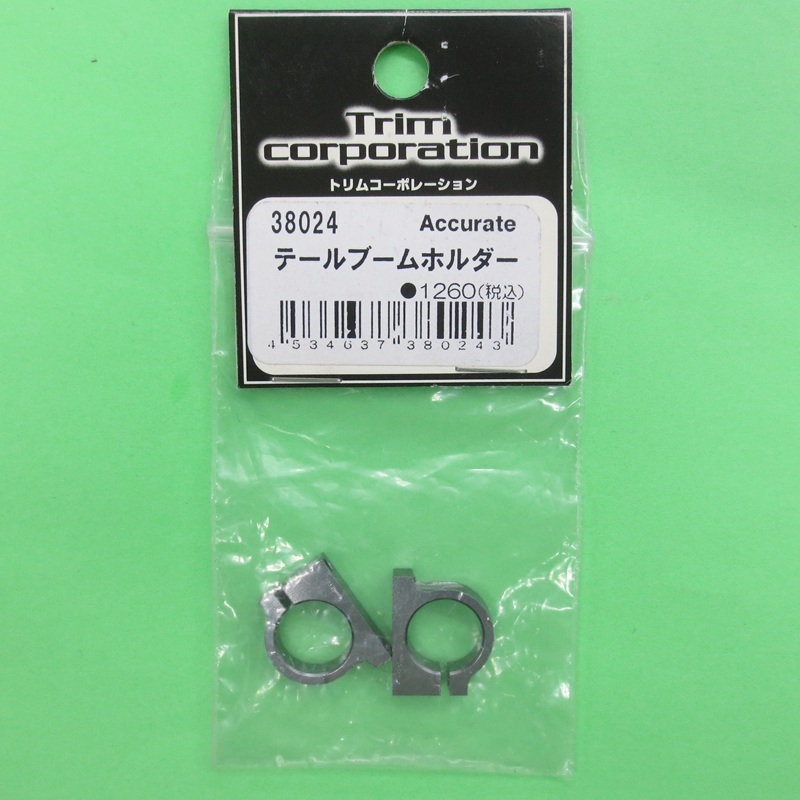 Trim
corporation
トリムコーポレーション
38024 Accurate
テールブームホルダー
●1260(税込)
4 534637 380243